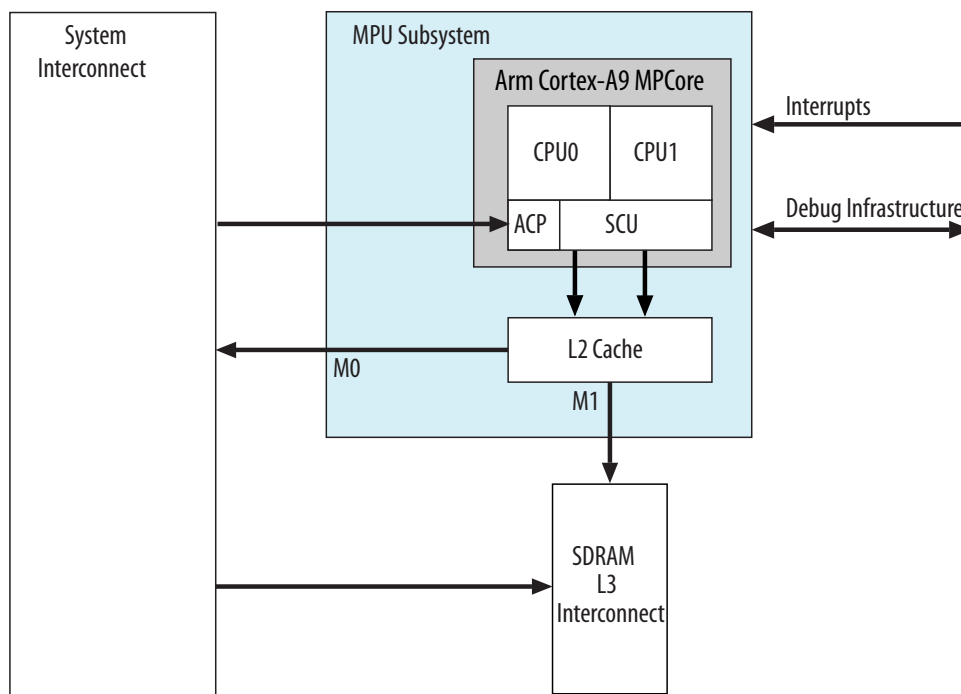 System
Interconnect
MPU Subsystem
Arm Cortex-A9 MPCore
CPU0
CPU1
ACP
SCU
Interrupts
Debug Infrastructure
L2 Cache
M0
M1
SDRAM
L3
Interconnect